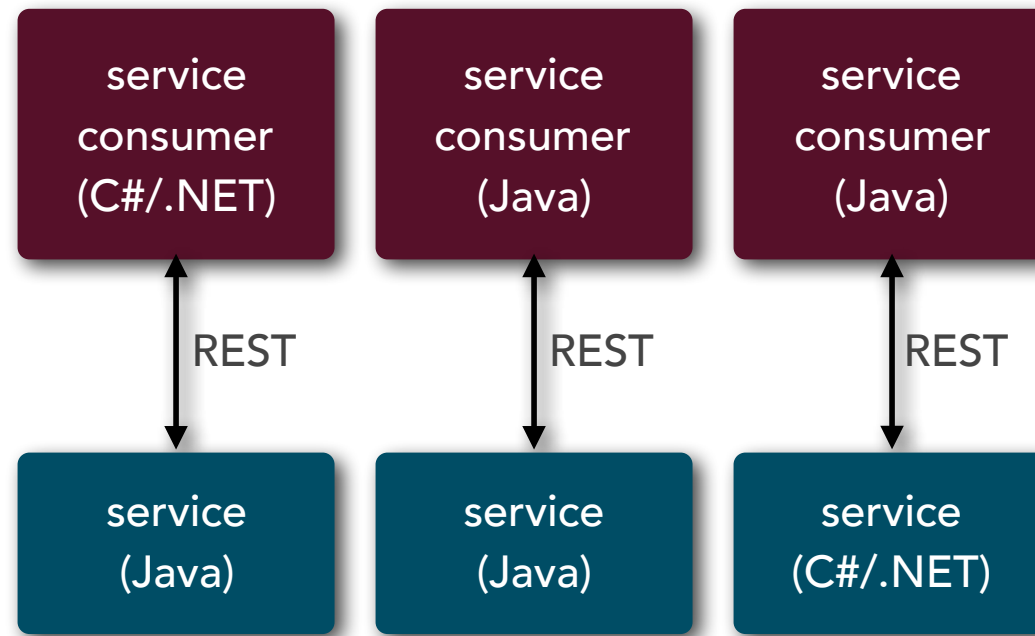 service
consumer
(C#/.NET)
service
consumer
(Java)
service
consumer
(Java)
REST
REST
REST
service
(Java)
service
(Java)
service
(C#/.NET)